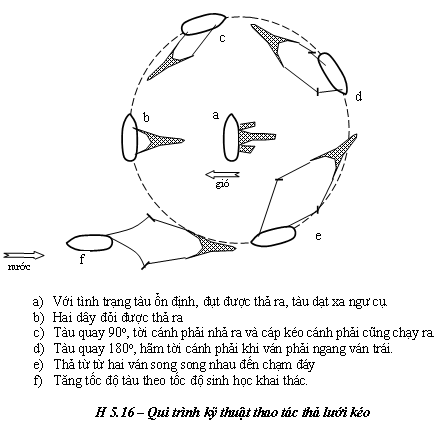 c
d
b
a
gió
e
f
nước
a) Với tình trạng tàu ổn định, đụt được thả ra, tàu dạt xa ngư cụ.
b) Hai dây đỏi được thả ra
c) Tàu quay 90º, tời cánh phải nhả ra và cáp kéo cánh phải cũng chạy ra.
d) Tàu quay 180º, hãm tời cánh phải khi ván phải ngang ván trái.
e) Thả từ từ hai ván song song nhau đến chạm đáy
f) Tăng tốc độ tàu theo tốc độ sinh học khai thác.
H 5.16 – Quá trình kỹ thuật thao tác thả lưới kéo